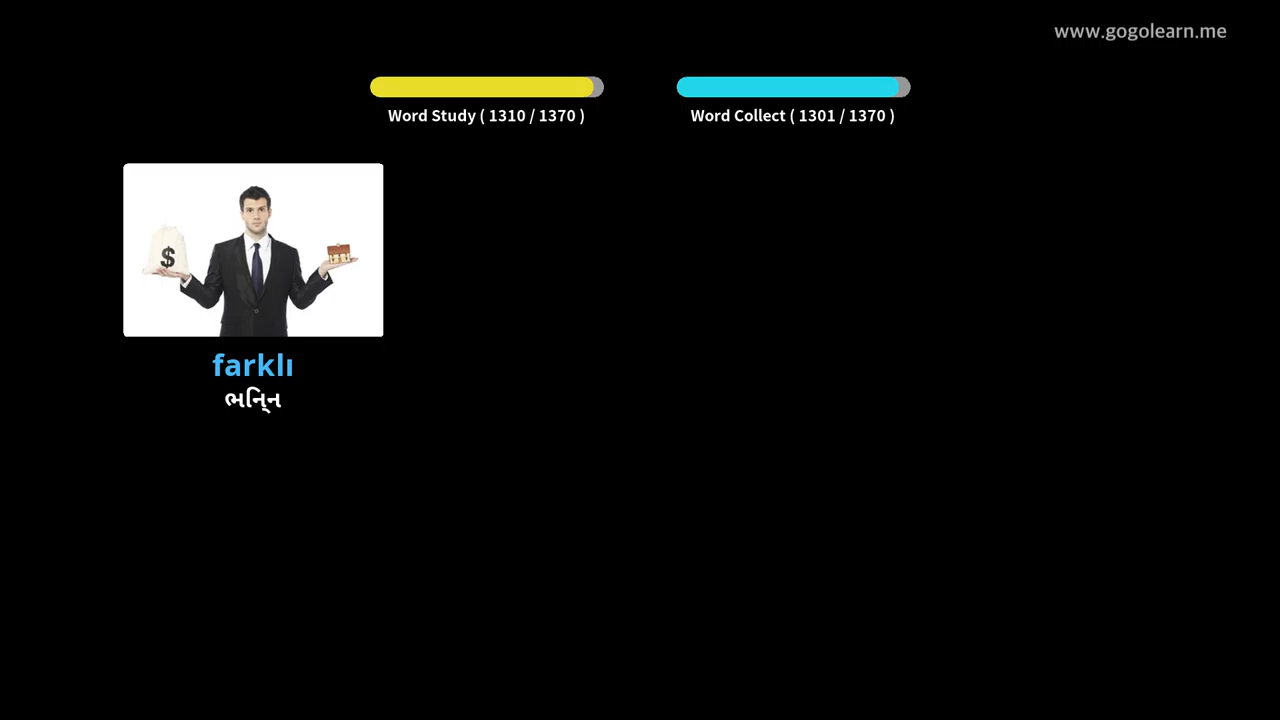 www.gogolearn.me
Word Study ( 1310 / 1370 )
Word Collect ( 1301 / 1370 )
$
farklı
ભિન્ન